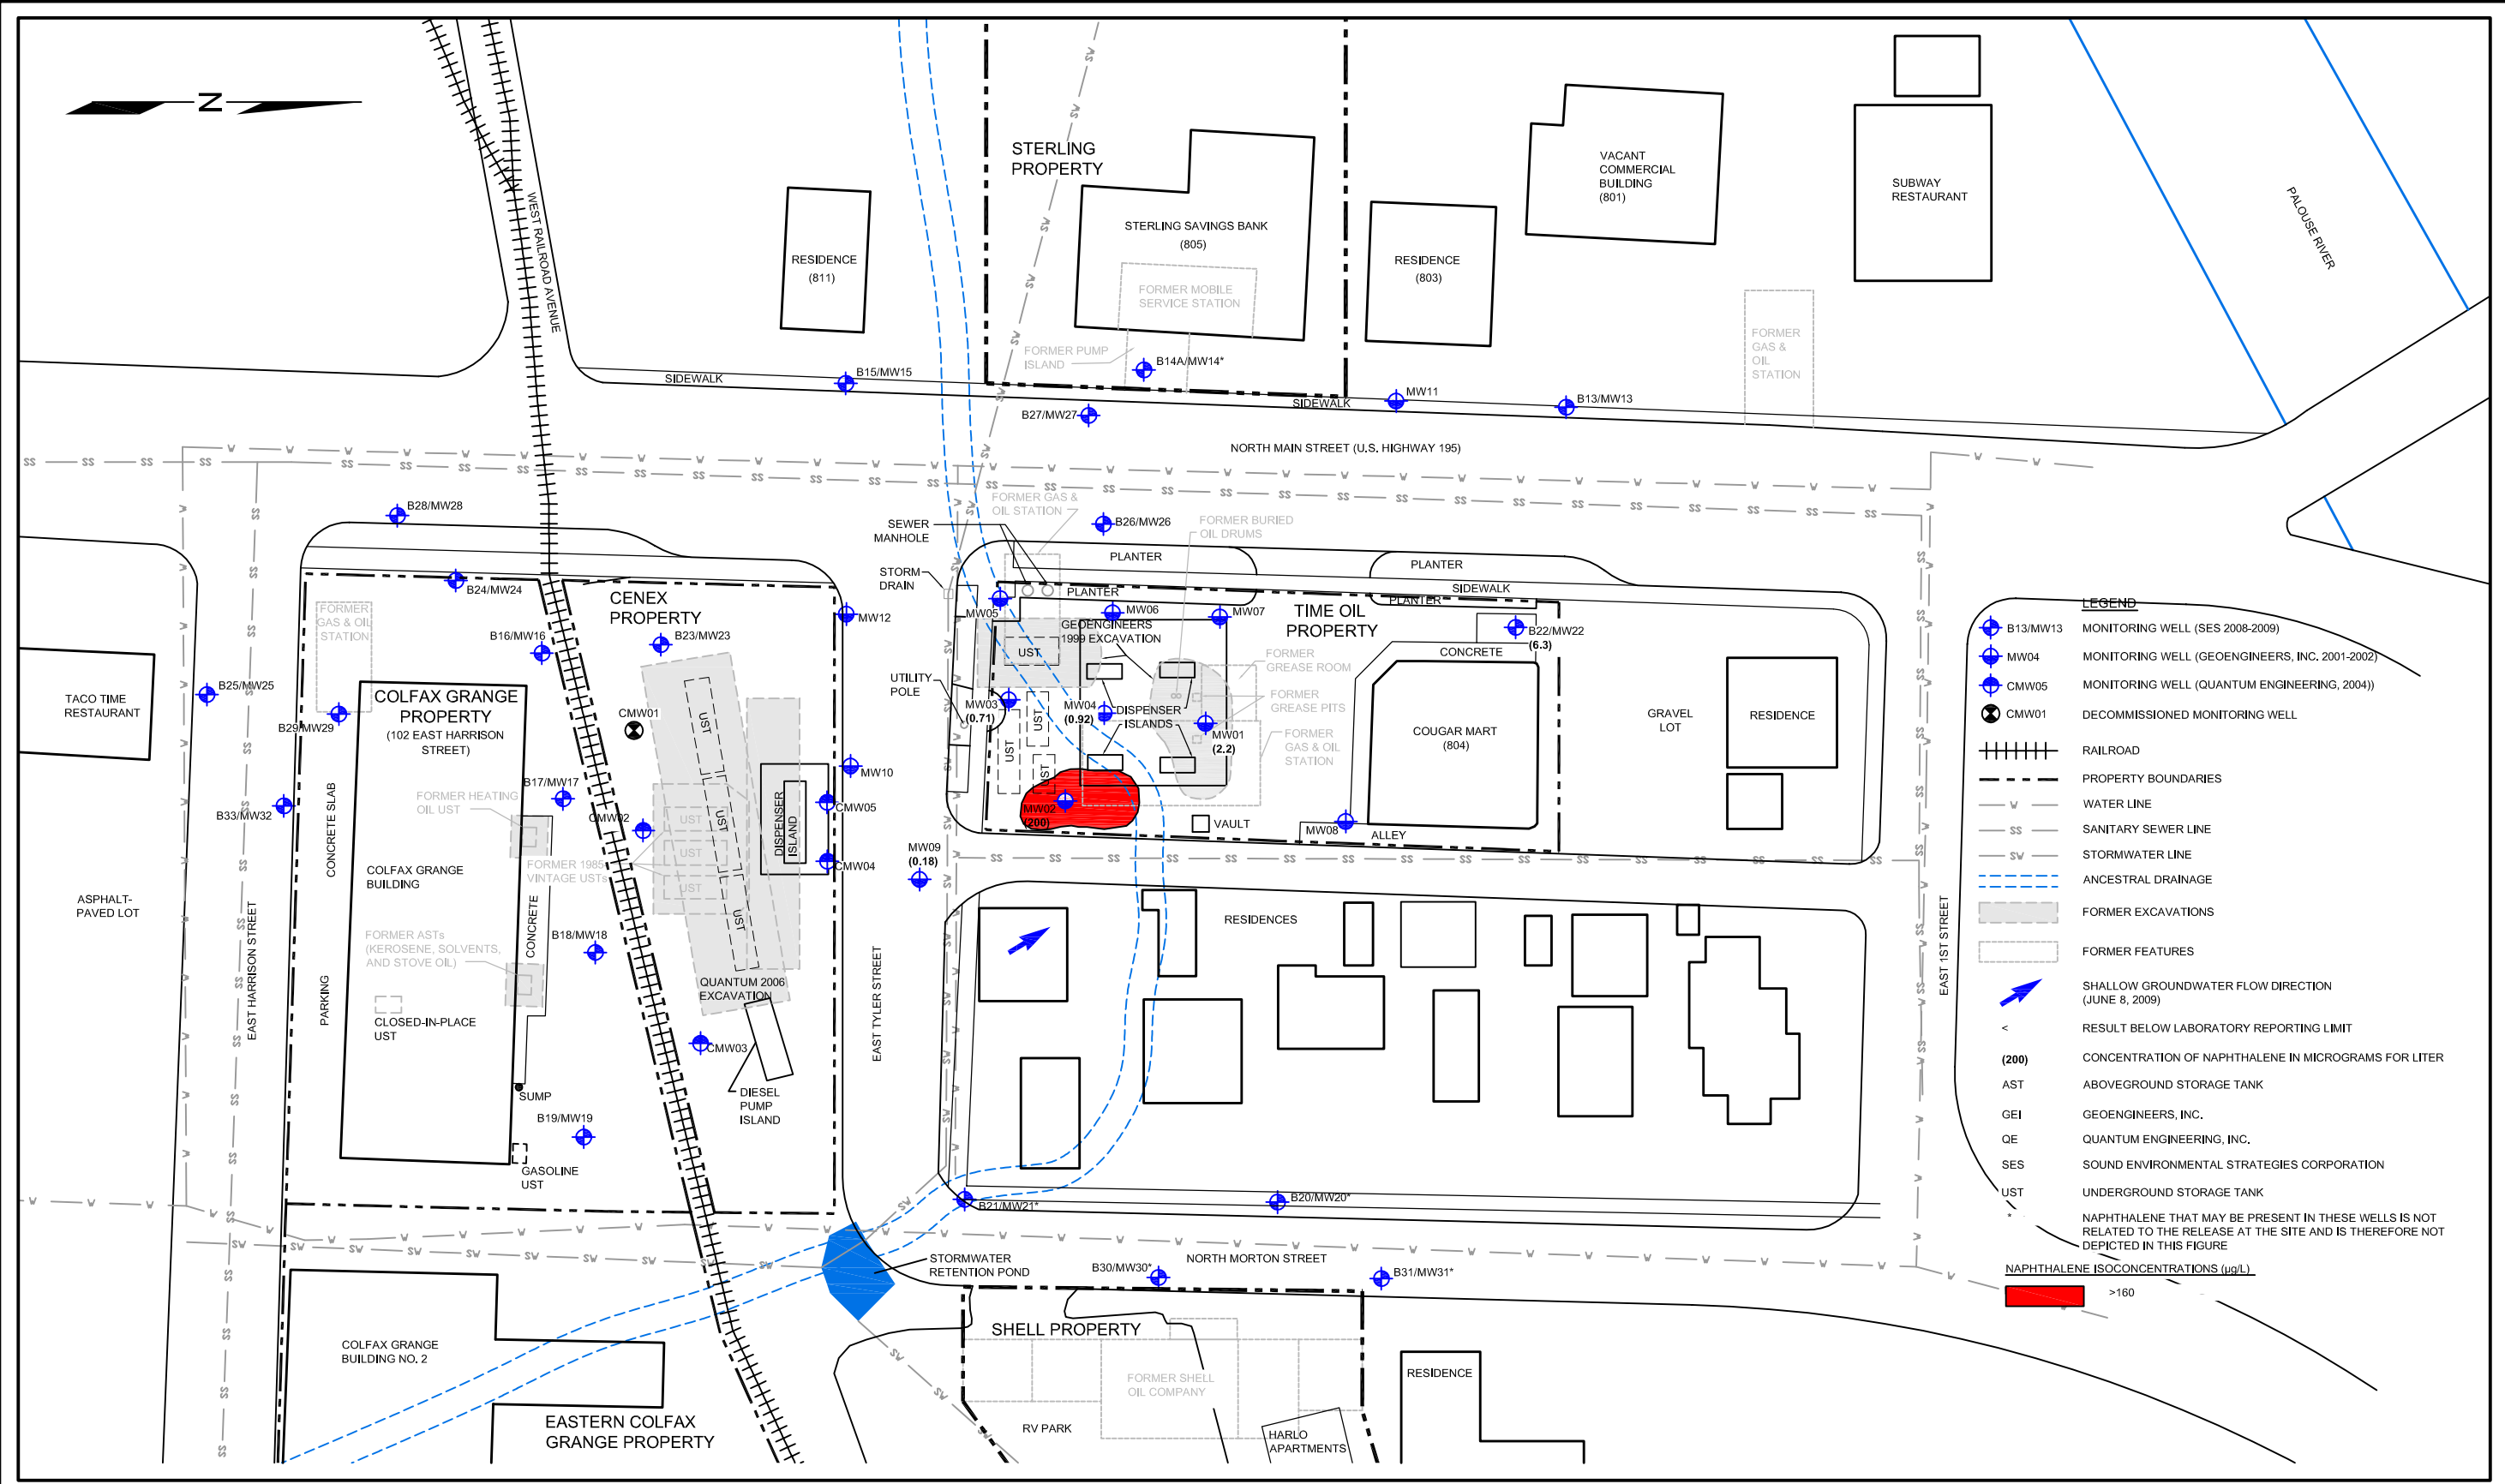 N
WEST RAILROAD AVENUE
RESIDENCE
(811)
STERLING
PROPERTY
STERLING SAVINGS BANK
(805)
FORMER MOBILE
SERVICE STATION
FORMER PUMP
ISLAND
B14A/MW14*
RESIDENCE
(803)
VACANT
COMMERCIAL
BUILDING
(801)
SUBWAY
RESTAURANT
PALOUSE RIVER
FORMER
GAS &
OIL
STATION
SIDEWALK
B15/MW15
B27/MW27
SIDEWALK
MW11
B13/MW13
NORTH MAIN STREET (U.S. HIGHWAY 195)
B28/MW28
FORMER GAS &
OIL STATION
SEWER
MANHOLE
B26/MW26
FORMER BURIED
OIL DRUMS
PLANTER
PLANTER
SIDEWALK
PLANTER
PLANTER
STORM
DRAIN
B24/MW24
FORMER
GAS & OIL
STATION
CENEX
PROPERTY
B16/MW16
B23/MW23
MW12
MW05
MW06
MW07
GEOENGINEERS
1999 EXCAVATION
UST
TIME OIL
PROPERTY
B22/MW22
(6.3)
CONCRETE
FORMER
GREASE ROOM
FORMER
GREASE PITS
FORMER
GAS & OIL
STATION
UTILITY
POLE
MW03
(0.71)
MW04
(0.92)
DISPENSER
ISLANDS
MW01
(2.2)
UST
UST
UST
MW02
(200)
VAULT
MW08
ALLEY
COUGAR MART
(804)
GRAVEL
LOT
RESIDENCE
TACO TIME
RESTAURANT
B25/MW25
B29/MW29
COLFAX GRANGE
PROPERTY
(102 EAST HARRISON
STREET)
CMW01
B33/MW32
CONCRETE SLAB
FORMER HEATING
OIL UST
B17/MW17
CMW02
MW10
CMW05
CMW04
DISPENSER
ISLAND
UST
UST
UST
UST
UST
UST
FORMER 1985
VINTAGE USTs
MW09
(0.18)
COLFAX GRANGE
BUILDING
CONCRETE
ASPHALT-
PAVED LOT
EAST HARRISON STREET
PARKING
FORMER ASTs
(KEROSENE, SOLVENTS,
AND STOVE OIL)
CLOSED-IN-PLACE
UST
B18/MW18
QUANTUM 2006
EXCAVATION
CMW03
DIESEL
PUMP
ISLAND
EAST TYLER STREET
RESIDENCES
EAST 1ST STREET
SUMP
B19/MW19
GASOLINE
UST
B21/MW21*
B20/MW20*
STORMWATER
RETENTION POND
NORTH MORTON STREET
B30/MW30*
B31/MW31*
COLFAX GRANGE
BUILDING NO. 2
EASTERN COLFAX
GRANGE PROPERTY
SHELL PROPERTY
FORMER SHELL
OIL COMPANY
RV PARK
HARLO
APARTMENTS
RESIDENCE
LEGEND
B13/MW13 MONITORING WELL (SES 2008-2009)
MW04 MONITORING WELL (GEOENGINEERS, INC. 2001-2002)
CMW05 MONITORING WELL (QUANTUM ENGINEERING, 2004))
CMW01 DECOMMISSIONED MONITORING WELL
RAILROAD
PROPERTY BOUNDARIES
W WATER LINE
SS SANITARY SEWER LINE
SW STORMWATER LINE
ANCESTRAL DRAINAGE
FORMER EXCAVATIONS
FORMER FEATURES
SHALLOW GROUNDWATER FLOW DIRECTION
(JUNE 8, 2009)
< RESULT BELOW LABORATORY REPORTING LIMIT
(200) CONCENTRATION OF NAPHTHALENE IN MICROGRAMS FOR LITER
AST ABOVEGROUND STORAGE TANK
GEI GEOENGINEERS, INC.
QE QUANTUM ENGINEERING, INC.
SES SOUND ENVIRONMENTAL STRATEGIES CORPORATION
UST UNDERGROUND STORAGE TANK
* NAPHTHALENE THAT MAY BE PRESENT IN THESE WELLS IS NOT
RELATED TO THE RELEASE AT THE SITE AND IS THEREFORE NOT
DEPICTED IN THIS FIGURE
NAPHTHALENE ISOCONCENTRATIONS (µg/L)
>160